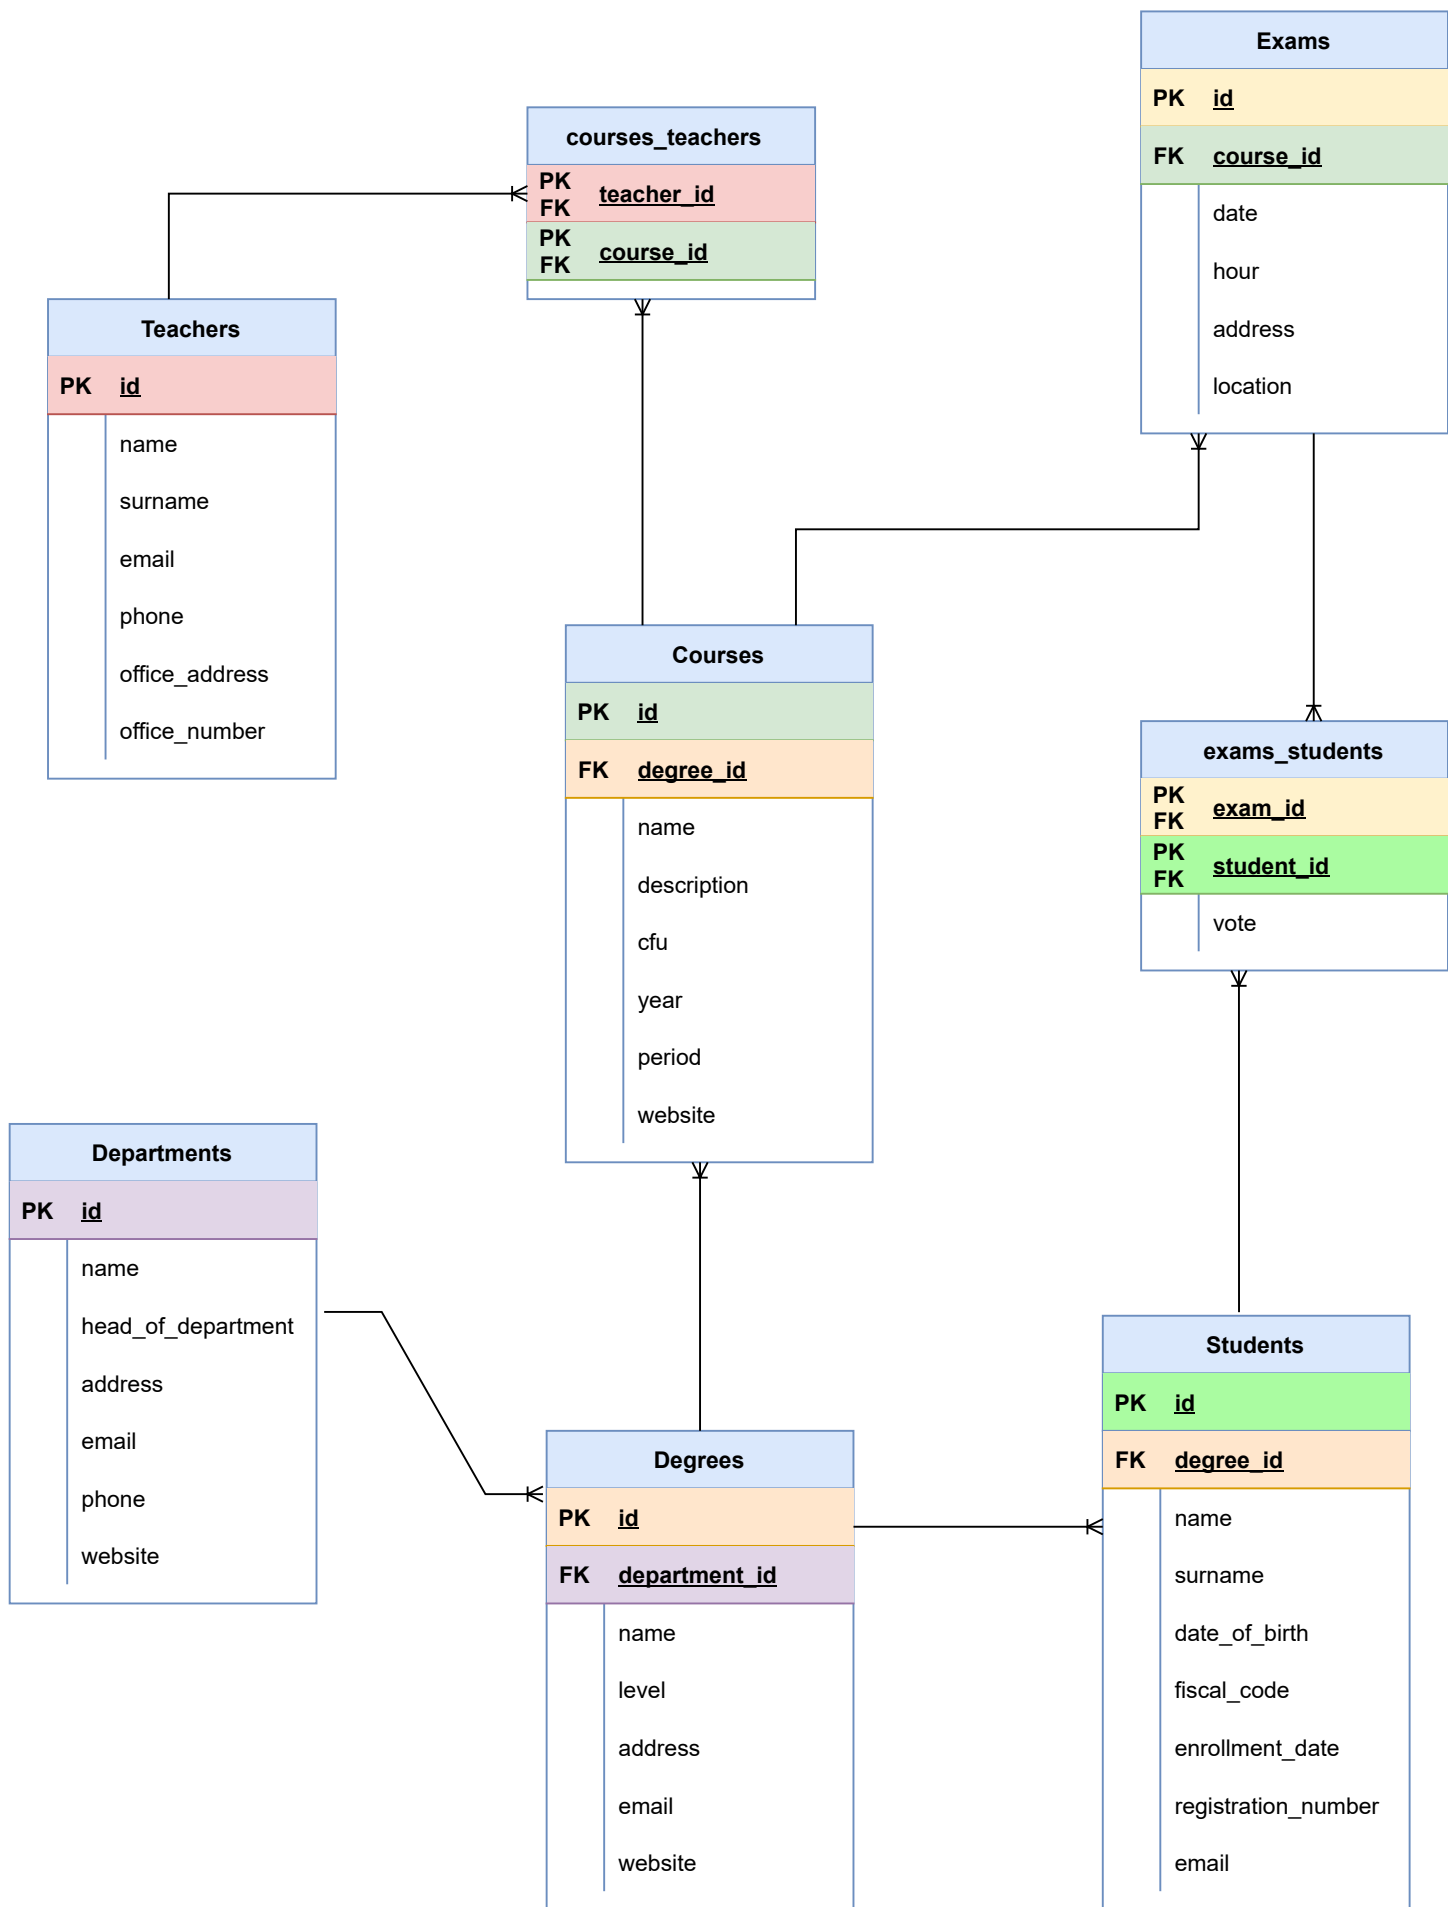 Exams
PK id
FK course_id
date
hour
address
location
courses_teachers
PK
FK teacher_id
PK
FK course_id
Teachers
PK id
name
surname
email
phone
office_address
office_number
Courses
PK id
FK degree_id
name
description
cfu
year
period
website
exams_students
PK
FK exam_id
PK
FK student_id
vote
Departments
PK id
name
head_of_department
address
email
phone
website
Degrees
PK id
FK department_id
name
level
address
email
website
Students
PK id
FK degree_id
name
surname
date_of_birth
fiscal_code
enrollment_date
registration_number
email